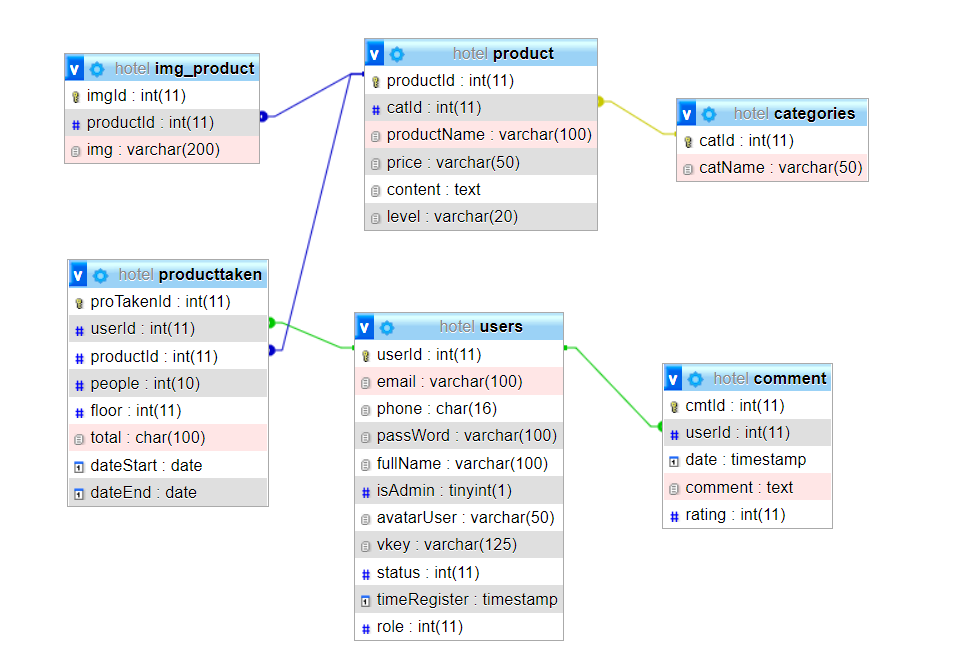 v hotel img_product
imgId : int(11)
productId : int(11)
img : varchar(200)
v hotel product
productId : int(11)
catId : int(11)
productName : varchar(100)
price : varchar(50)
content : text
level : varchar(20)
v hotel categories
catId : int(11)
catName : varchar(50)
v hotel producttaken
proTakenId : int(11)
userId : int(11)
productId : int(11)
people : int(10)
floor : int(11)
total : char(100)
dateStart : date
dateEnd : date
v hotel users
userId : int(11)
email : varchar(100)
phone : char(16)
passWord : varchar(100)
fullName : varchar(100)
isAdmin : tinyint(1)
avatarUser : varchar(50)
vkey : varchar(125)
status : int(11)
timeRegister : timestamp
role : int(11)
v hotel comment
cmtId : int(11)
userId : int(11)
date : timestamp
comment : text
rating : int(11)